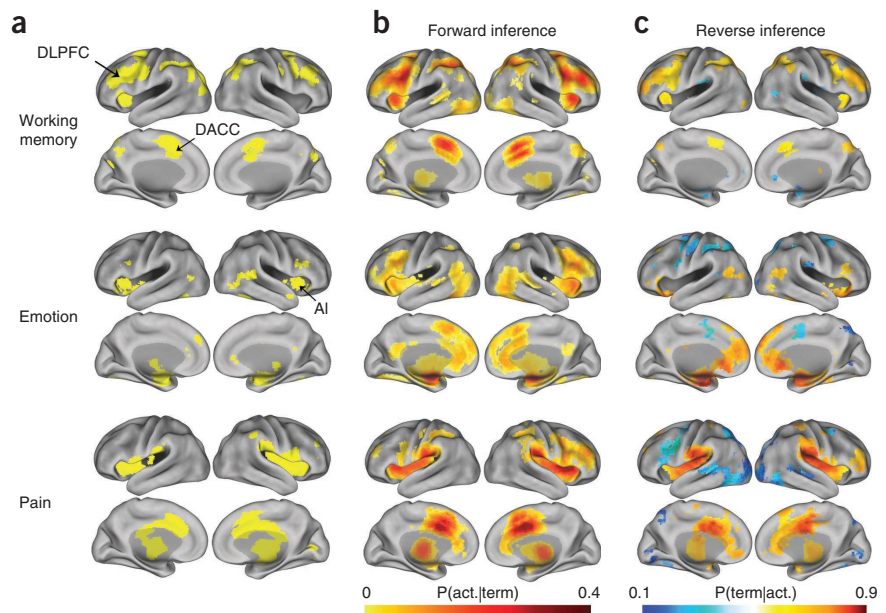 a
b
c
Forward inference
Reverse inference
DLPFC
Working
memory
DACC
Emotion
AI
Pain
0
P(act.|term)
0.4
0.1
P(term|act.)
0.9